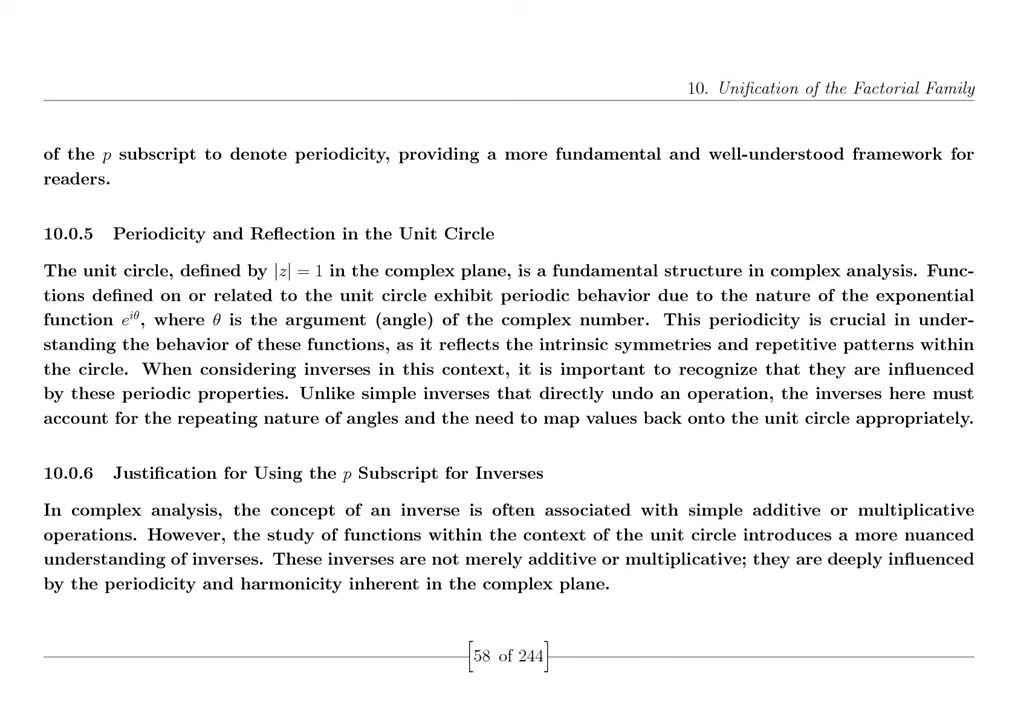 10. Unification of the Factorial Family
of the p subscript to denote periodicity, providing a more fundamental and well-understood framework for
readers.
10.0.5 Periodicity and Reflection in the Unit Circle
The unit circle, defined by |z| = 1 in the complex plane, is a fundamental structure in complex analysis. Func-
tions defined on or related to the unit circle exhibit periodic behavior due to the nature of the exponential
function e^{iθ}, where θ is the argument (angle) of the complex number. This periodicity is crucial in under-
standing the behavior of these functions, as it reflects the intrinsic symmetries and repetitive patterns within
the circle. When considering inverses in this context, it is important to recognize that they are influenced
by these periodic properties. Unlike simple inverses that directly undo an operation, the inverses here must
account for the repeating nature of angles and the need to map values back onto the unit circle appropriately.
10.0.6 Justification for Using the p Subscript for Inverses
In complex analysis, the concept of an inverse is often associated with simple additive or multiplicative
operations. However, the study of functions within the context of the unit circle introduces a more nuanced
understanding of inverses. These inverses are not merely additive or multiplicative; they are deeply influenced
by the periodicity and harmonicity inherent in the complex plane.
[58 of 244]